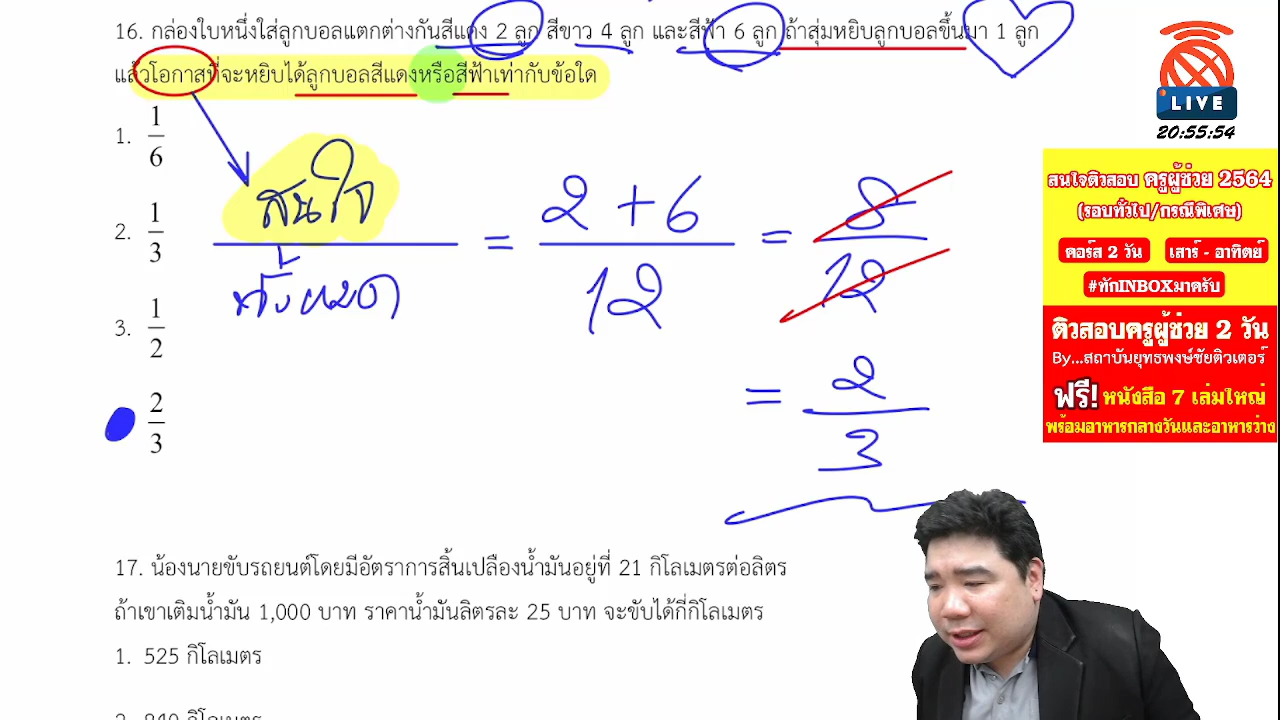 16. กล่องใบหนึ่งใส่ลูกบอลแตกต่างกันสีแดง 2 ลูก สีขาว 4 ลูก และสีฟ้า 6 ลูก ถ้าสุ่มหยิบลูกบอลขึ้นมา 1 ลูก
แล้วโอกาสที่จะหยิบได้ลูกบอลสีแดงหรือสีฟ้าเท่ากับข้อใด
1. 1/6
2. 1/3
3. 1/2
2/3
สนใจ
ทั้งหมด
= 2 + 6 / 12 = 8 / 12
= 2 / 3
17. น้องนายขับรถยนต์โดยมีอัตราการสิ้นเปลืองน้ำมันอยู่ที่ 21 กิโลเมตรต่อลิตร
ถ้าเขาเติมน้ำมัน 1,000 บาท ราคาน้ำมันลิตรละ 25 บาท จะขับได้กี่กิโลเมตร
1. 525 กิโลเมตร
2. 840 กิโลเมตร
LIVE
20:55:54
สนใจติวสอบ ครูผู้ช่วย 2564
(รอบทั่วไป/กรณีพิเศษ)
คอร์ส 2 วัน เสาร์ - อาทิตย์
#ทักINBOXมาครับ
ติวสอบครูผู้ช่วย 2 วัน
By...สถาบันยุทธพงษ์ชัยติวเตอร์
ฟรี! หนังสือ 7 เล่มใหญ่
พร้อมอาหารกลางวันและอาหารว่าง